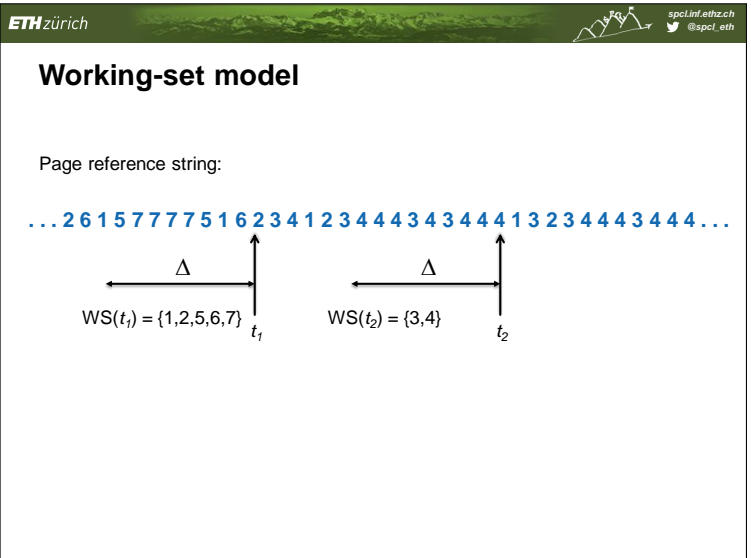 ETH zürich
spcl.inf.ethz.ch
@spcl_eth
Working-set model
Page reference string:
. . . 2 6 1 5 7 7 7 7 5 1 6 2 3 4 1 2 3 4 4 4 3 4 3 4 4 4 1 3 2 3 4 4 4 3 4 4 4 . . .
Δ Δ
WS(t1) = {1,2,5,6,7} t1 WS(t2) = {3,4} t2